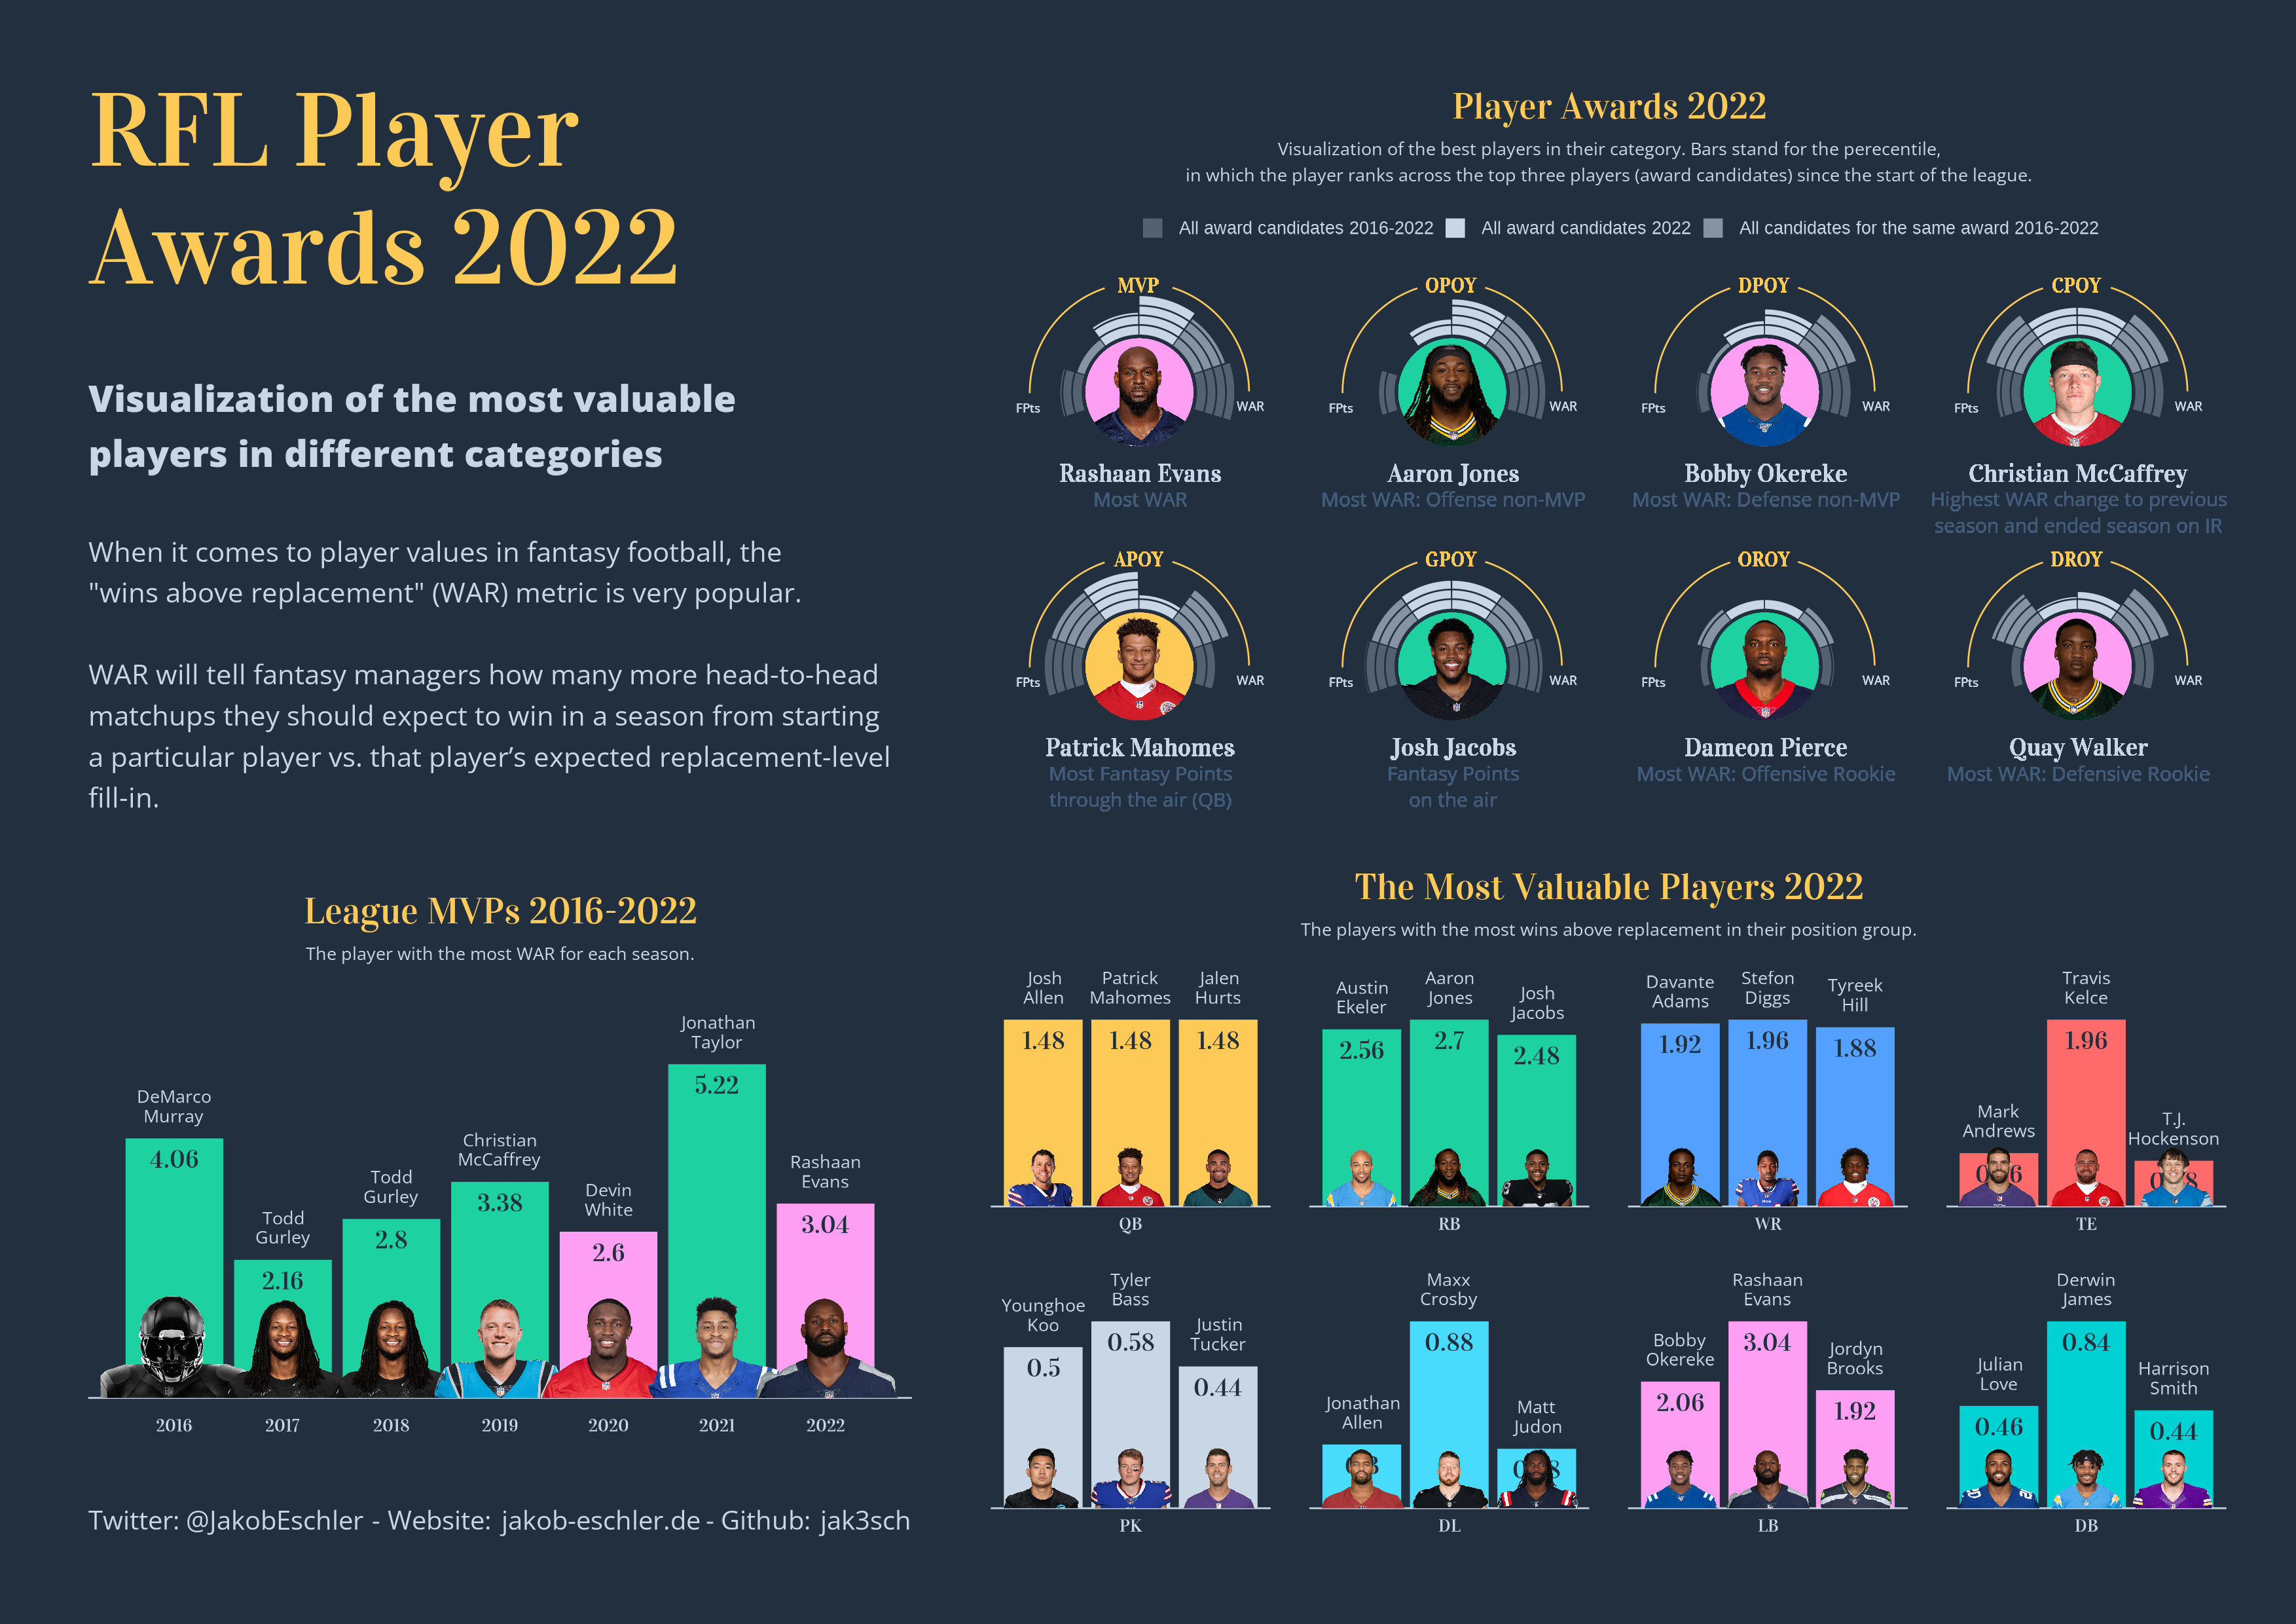 RFL Player
Awards 2022
Visualization of the most valuable
players in different categories
When it comes to player values in fantasy football, the
"wins above replacement" (WAR) metric is very popular.
WAR will tell fantasy managers how many more head-to-head
matchups they should expect to win in a season from starting
a particular player vs. that player’s expected replacement-level
fill-in.
League MVPs 2016-2022
The player with the most WAR for each season.
DeMarco
Murray
4.06
2016
Todd
Gurley
2.16
2017
Todd
Gurley
2.8
2018
Christian
McCaffrey
3.38
2019
Devin
White
2.6
2020
Jonathan
Taylor
5.22
2021
Rashaan
Evans
3.04
2022
Twitter: @JakobEschler - Website: jakob-eschler.de - Github: jak3sch
Player Awards 2022
Visualization of the best players in their category. Bars stand for the perecentile,
in which the player ranks across the top three players (award candidates) since the start of the league.
All award candidates 2016-2022
All award candidates 2022
All candidates for the same award 2016-2022
MVP
FPts
WAR
Rashaan Evans
Most WAR
OPOY
FPts
WAR
Aaron Jones
Most WAR: Offense non-MVP
DPOY
FPts
WAR
Bobby Okereke
Most WAR: Defense non-MVP
CPOY
FPts
WAR
Christian McCaffrey
Highest WAR change to previous
season and ended season on IR
APOY
FPts
WAR
Patrick Mahomes
Most Fantasy Points
through the air (QB)
GPOY
FPts
WAR
Josh Jacobs
Fantasy Points
on the air
OROY
FPts
WAR
Dameon Pierce
Most WAR: Offensive Rookie
DROY
FPts
WAR
Quay Walker
Most WAR: Defensive Rookie
The Most Valuable Players 2022
The players with the most wins above replacement in their position group.
Josh
Allen
1.48
Patrick
Mahomes
1.48
Jalen
Hurts
1.48
QB
Austin
Ekeler
2.56
Aaron
Jones
2.7
Josh
Jacobs
2.48
RB
Davante
Adams
1.92
Stefon
Diggs
1.96
Tyreek
Hill
1.88
WR
Mark
Andrews
Travis
Kelce
1.96
T.J.
Hockenson
TE
Younghoe
Koo
0.5
Tyler
Bass
0.58
Justin
Tucker
0.44
PK
Jonathan
Allen
Maxx
Crosby
0.88
Matt
Judon
DL
Bobby
Okereke
2.06
Rashaan
Evans
3.04
Jordyn
Brooks
1.92
LB
Julian
Love
0.46
Derwin
James
0.84
Harrison
Smith
0.44
DB